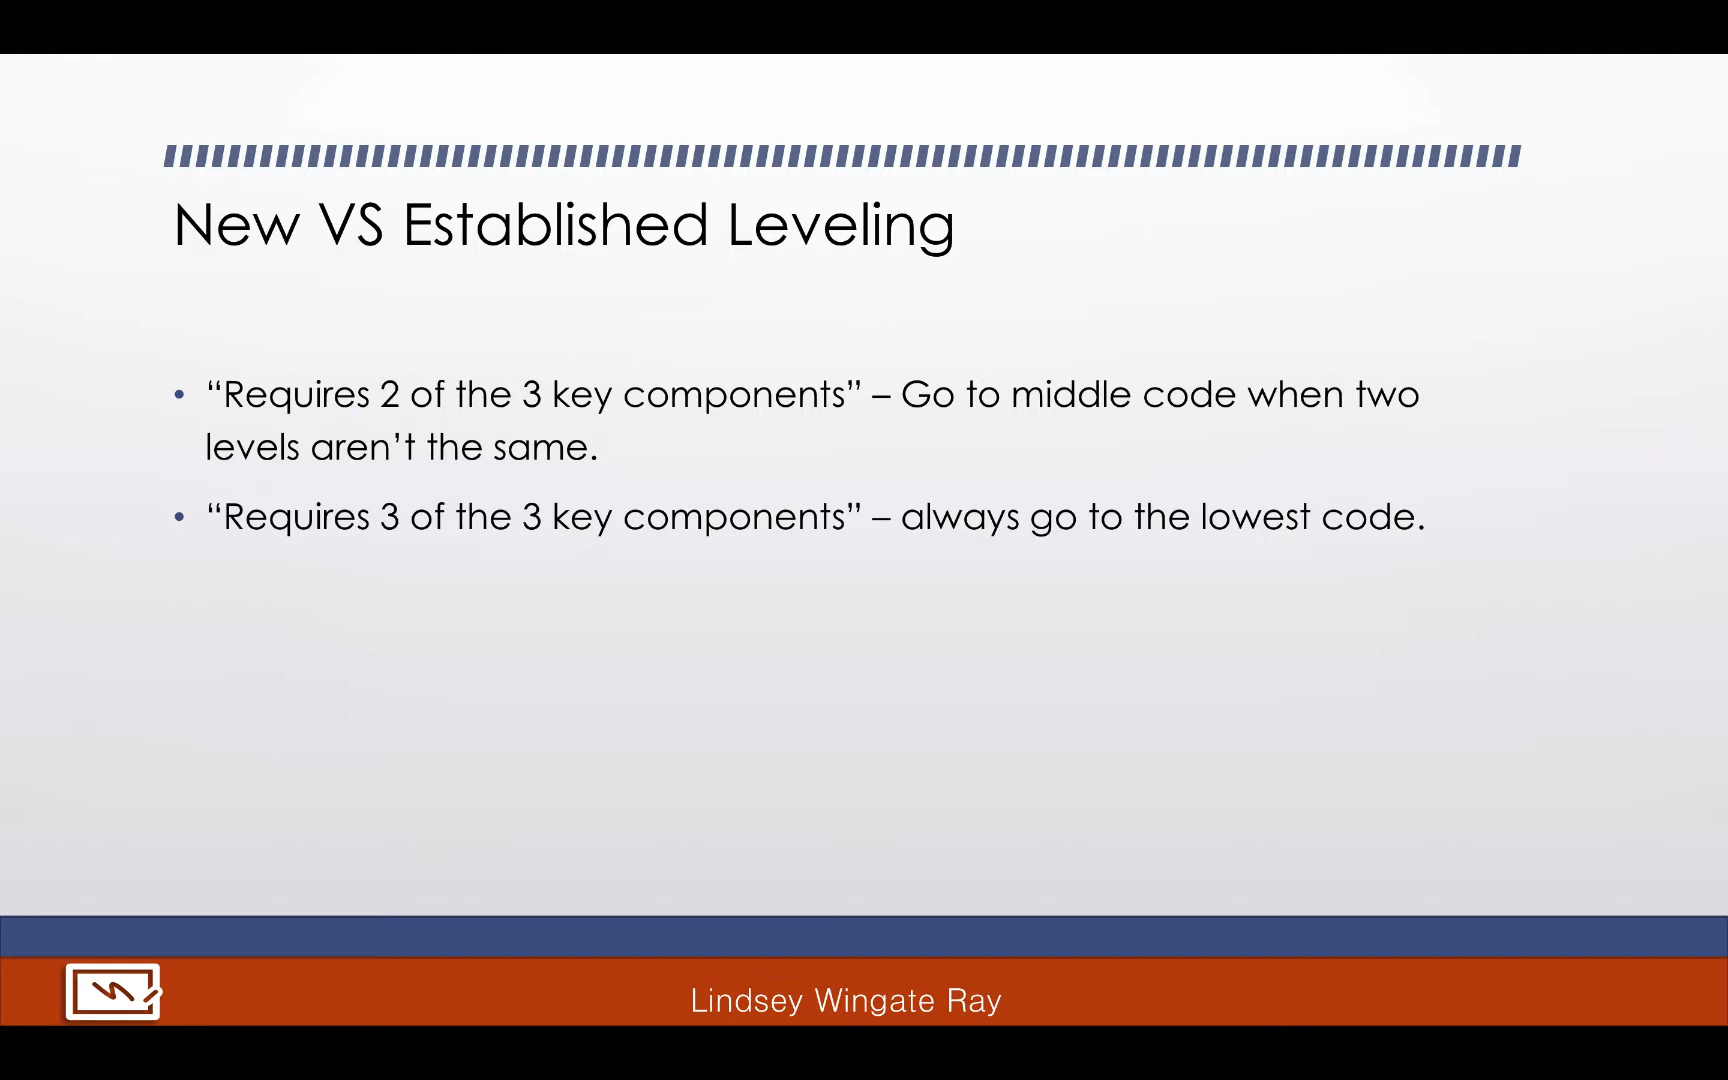 New VS Established Leveling
• “Requires 2 of the 3 key components” – Go to middle code when two
levels aren’t the same.
• “Requires 3 of the 3 key components” – always go to the lowest code.
Lindsey Wingate Ray